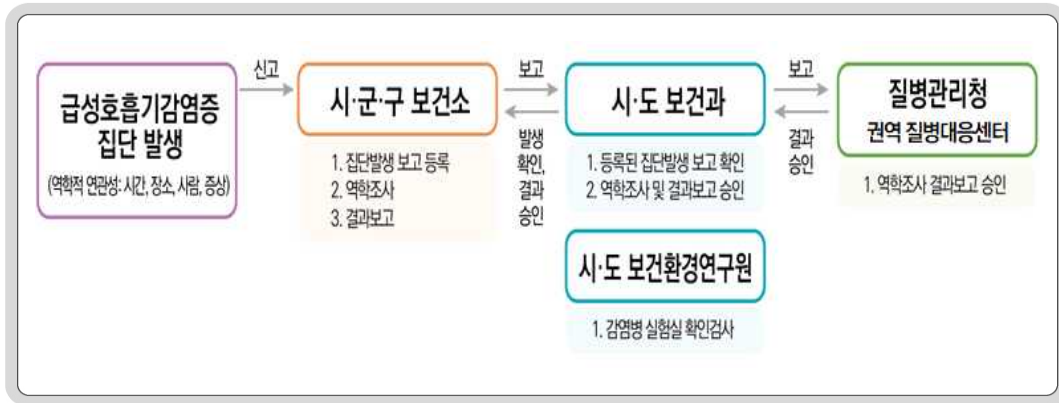 급성호흡기감염증
집단 발생
(역학적 연관성: 시간, 장소, 사람, 증상)
신고
시·군·구 보건소
1. 집단발생 보고 등록
2. 역학조사
3. 결과보고
보고
발생
확인,
결과
승인
시·도 보건과
1. 등록된 집단발생 보고 확인
2. 역학조사 및 결과보고 승인
시·도 보건환경연구원
1. 감염병 실험실 확인검사
보고
결과
승인
질병관리청
권역 질병대응센터
1. 역학조사 결과보고 승인